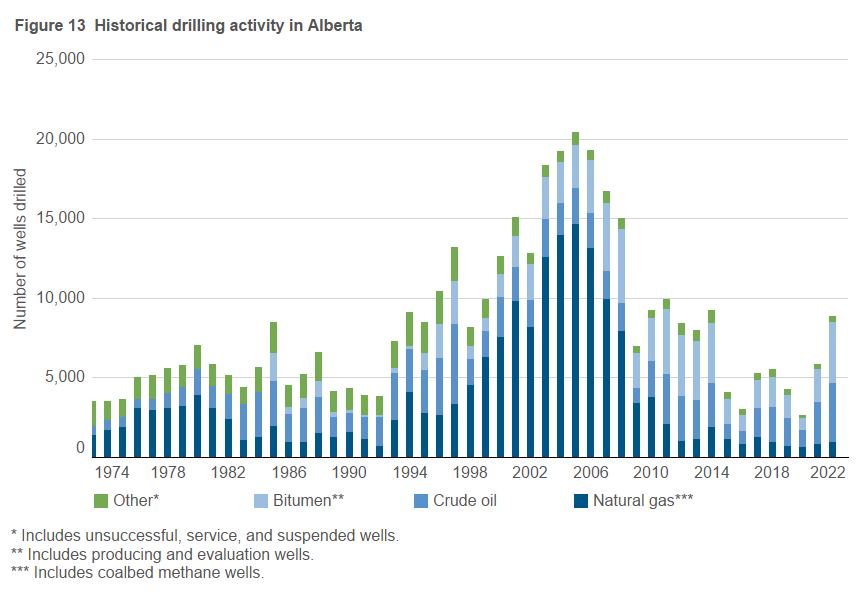 Figure 13  Historical drilling activity in Alberta
25,000
20,000
15,000
10,000
5,000
0
Number of wells drilled
1974 1978 1982 1986 1990 1994 1998 2002 2006 2010 2014 2018 2022
Other* Bitumen** Crude oil Natural gas***
* Includes unsuccessful, service, and suspended wells.
** Includes producing and evaluation wells.
*** Includes coalbed methane wells.